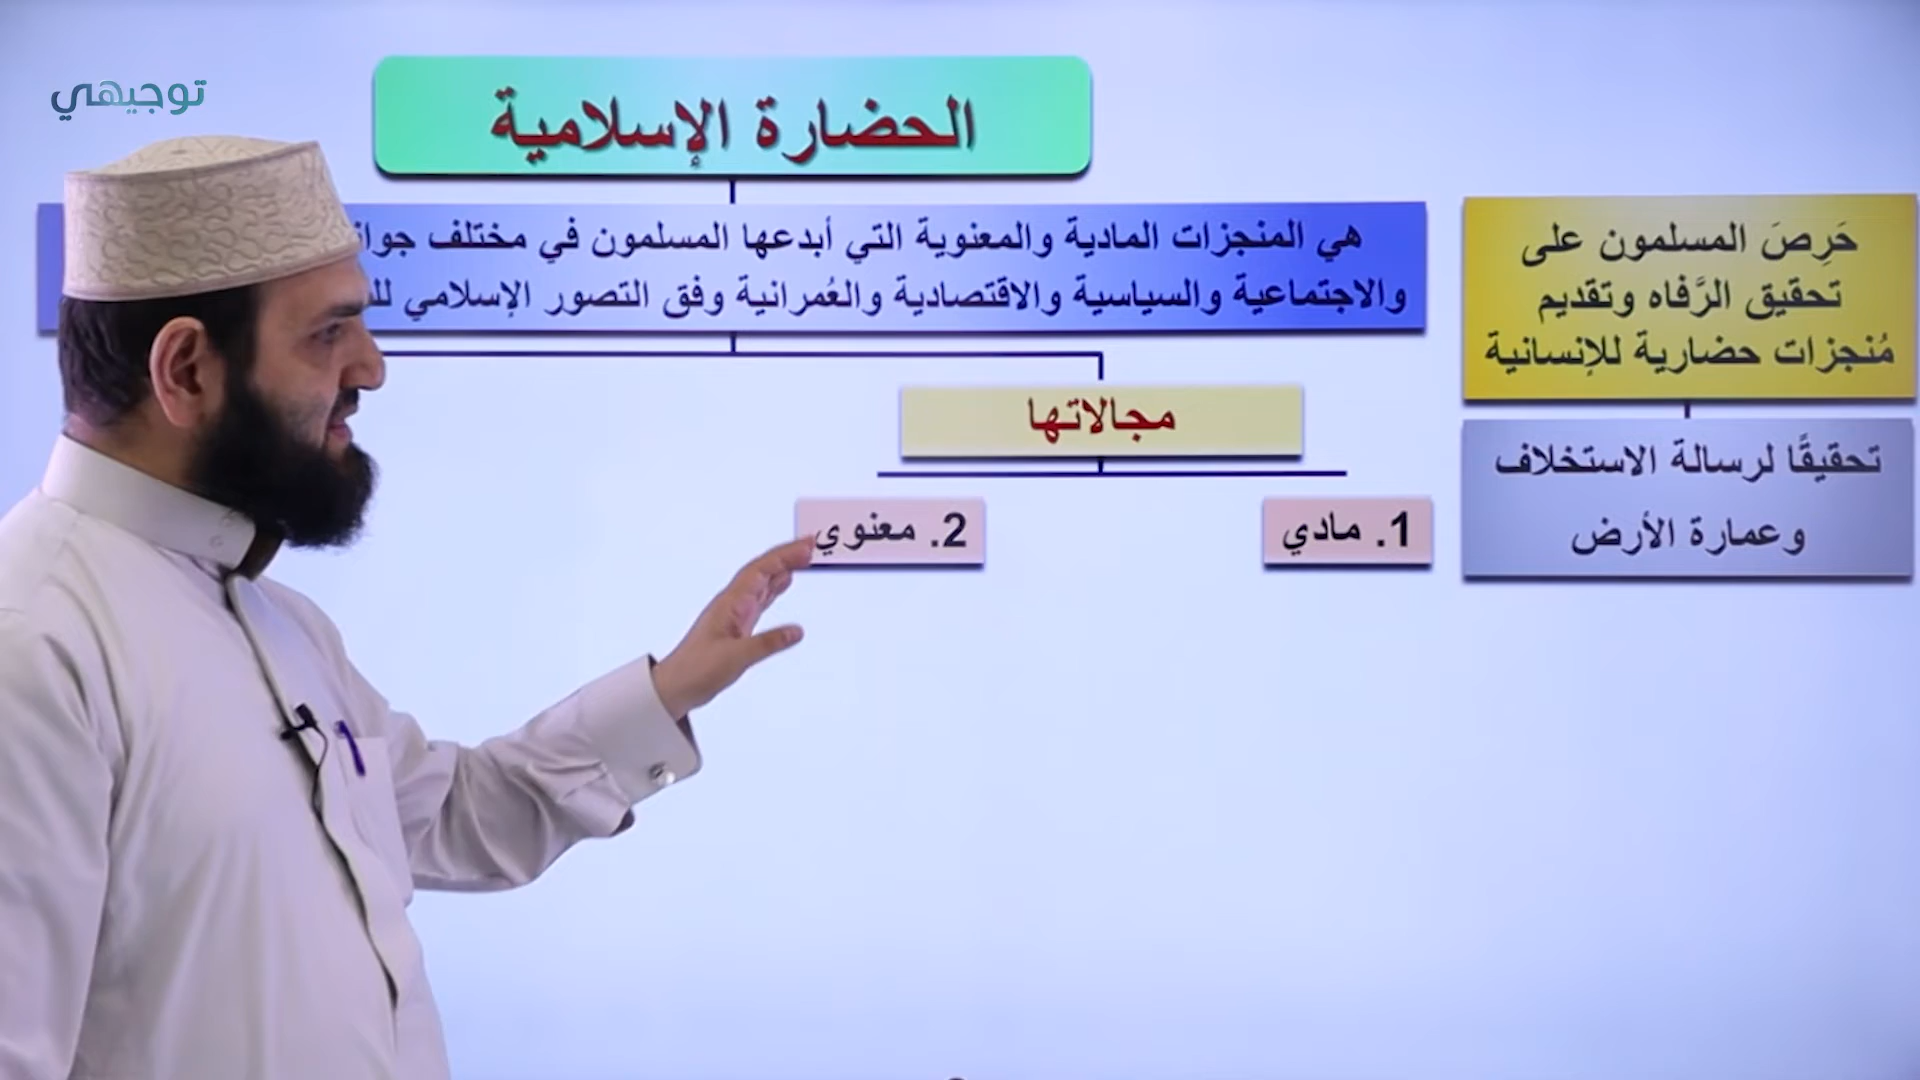 توجيهي
الحضارة الإسلامية
حَرِصَ المسلمون على
تحقيق الرَّفاه وتقديم
مُنجزات حضارية للإنسانية
تحقيقًا لرسالة الاستخلاف
وعمارة الأرض
هي المنجزات المادية والمعنوية التي أبدعها المسلمون في مختلف
والاجتماعية والسياسية والاقتصادية والعُمرانية وفق التصور الإسلامي
مجالاتها
1. مادي
2. معنوي